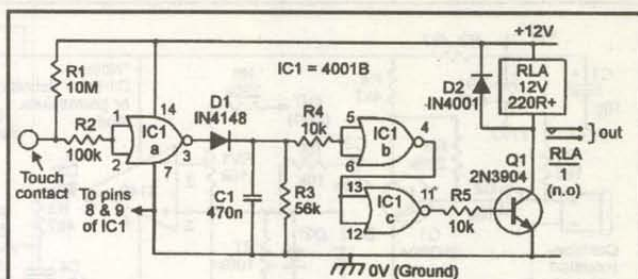 +12V
R1
10M
IC1 = 4001B
D2
IN4001
RLA
12V
220R+
14
D1
IN4148
R4
10k
R2
100k
1
2
IC1
a
3
5
6
IC1
b
4
out
RLA
1
(n.o)
Touch
contact
7
Q1
2N3904
To pins
8 & 9
of IC1
C1
470n
R3
56k
13
12
IC1
c
11
R5
10k
0V (Ground)